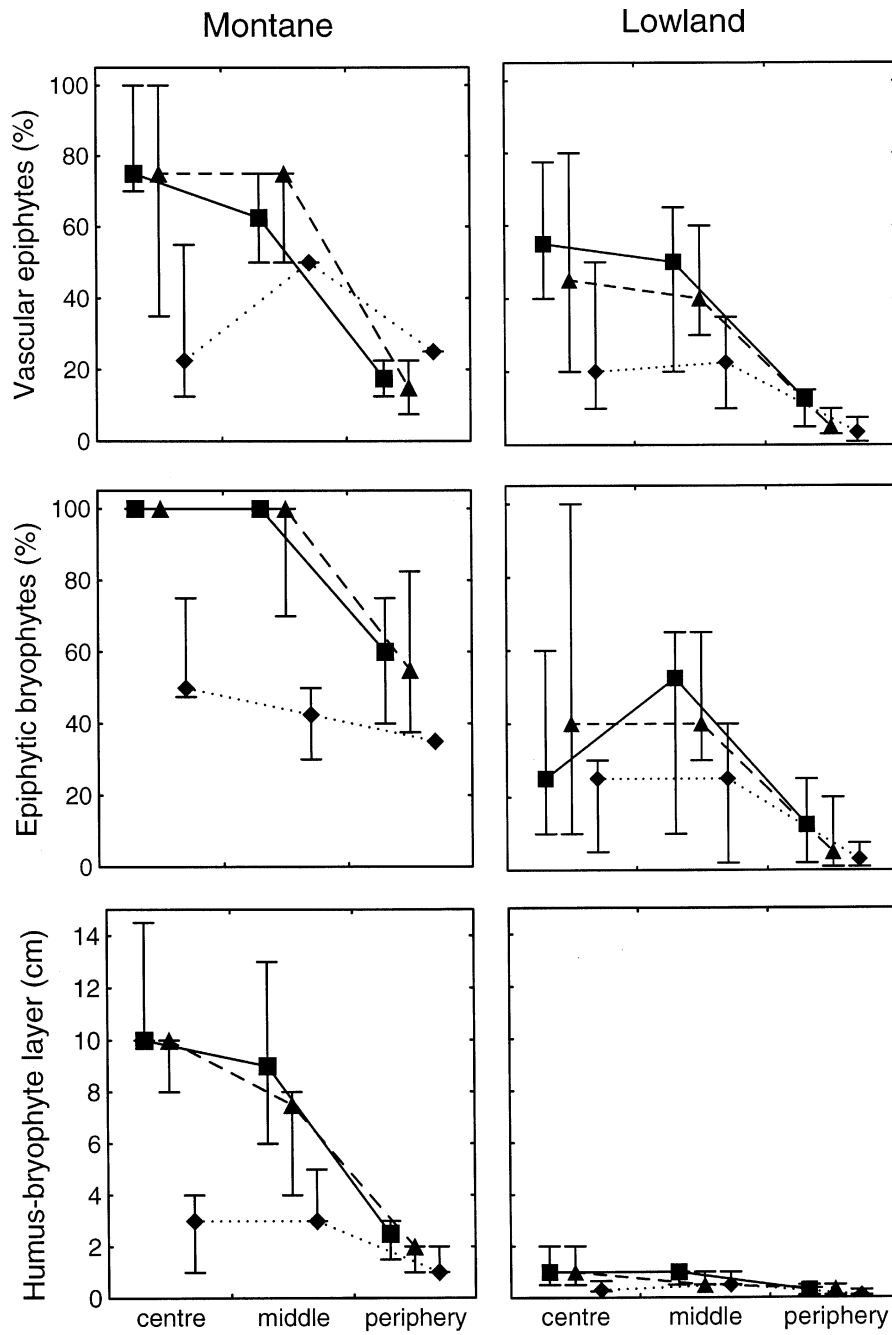 Montane
Lowland
Vascular epiphytes (%)
100
80
60
40
20
0
Epiphytic bryophytes (%)
100
80
60
40
20
0
Humus-bryophyte layer (cm)
14
12
10
8
6
4
2
0
centre middle periphery
centre middle periphery